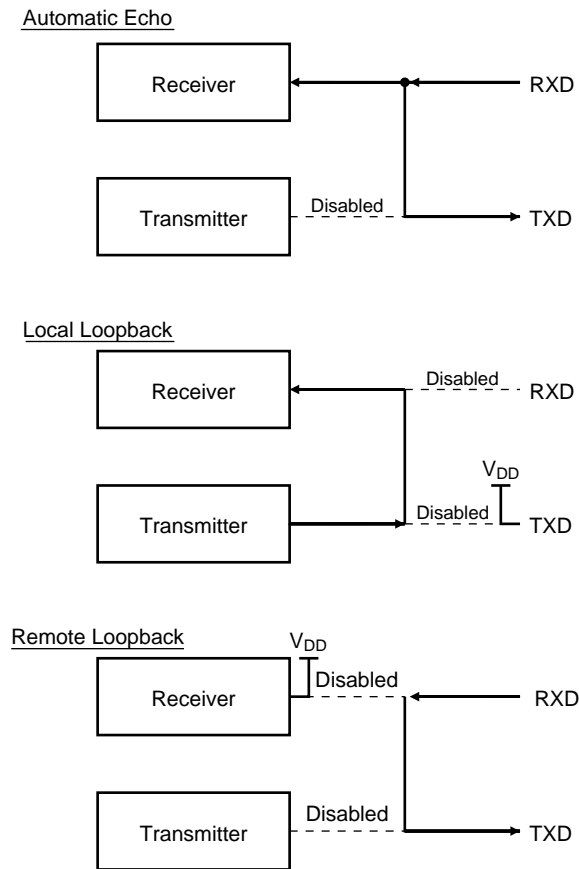 Automatic Echo
Receiver
RXD
Transmitter
Disabled
TXD
Local Loopback
Receiver
Disabled
RXD
VDD
Transmitter
Disabled
TXD
Remote Loopback
VDD
Receiver
Disabled
RXD
Transmitter
Disabled
TXD